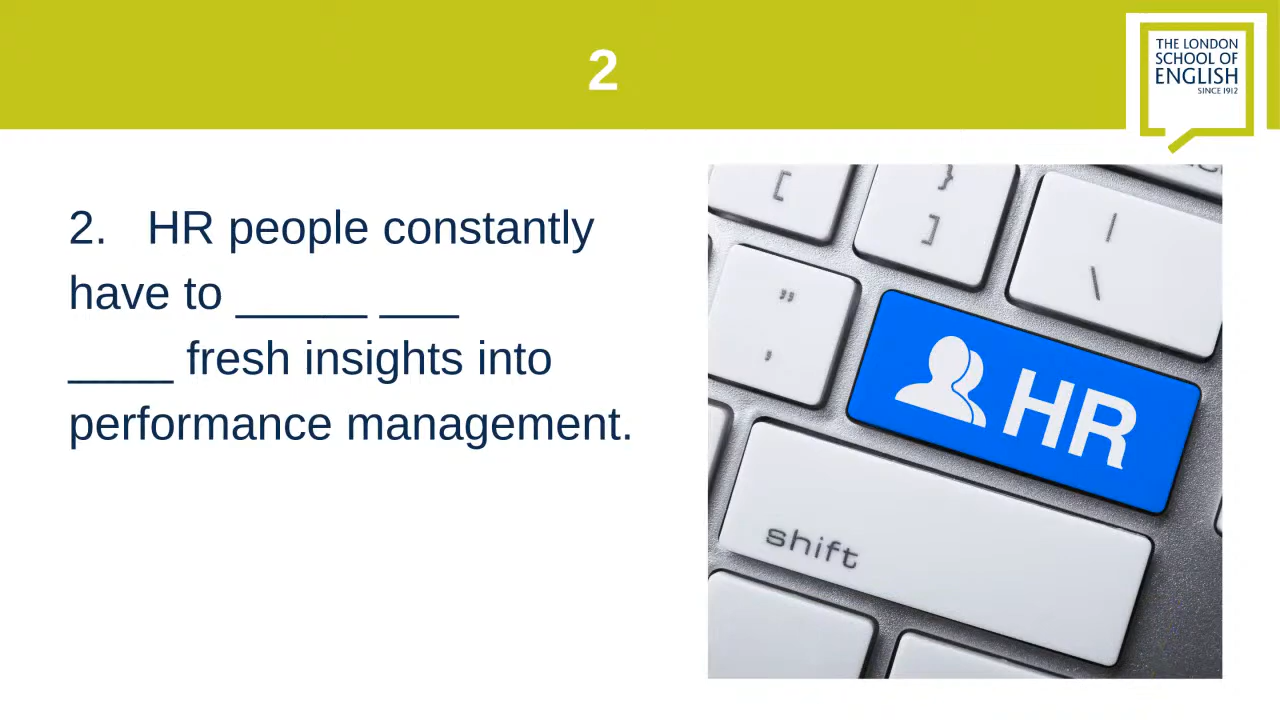 2
THE LONDON
SCHOOL OF
ENGLISH
SINCE 1912
2. HR people constantly
have to _____ ___
____ fresh insights into
performance management.
[
}
]
|
\
"
,
HR
shift